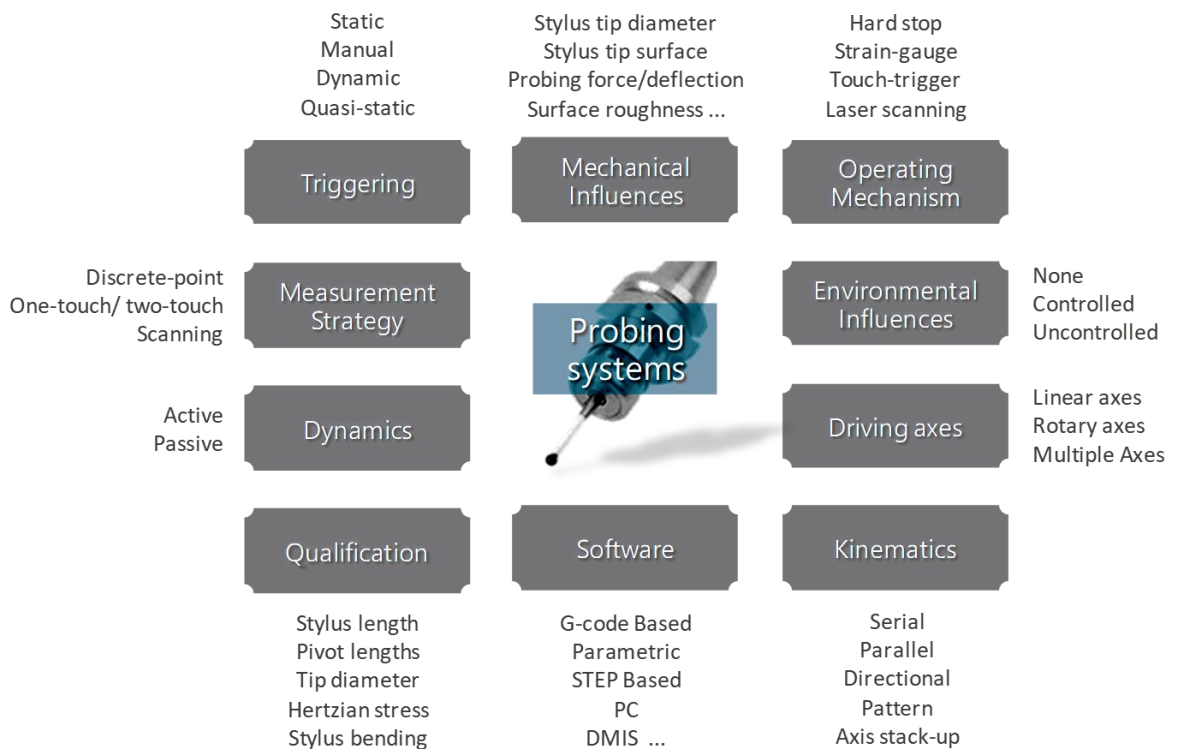 Static
Manual
Dynamic
Quasi-static
Triggering
Stylus tip diameter
Stylus tip surface
Probing force/deflection
Surface roughness ...
Mechanical
Influences
Hard stop
Strain-gauge
Touch-trigger
Laser scanning
Operating
Mechanism
Discrete-point
One-touch/ two-touch
Scanning
Measurement
Strategy
Probing
systems
Environmental
Influences
None
Controlled
Uncontrolled
Active
Passive
Dynamics
Driving axes
Linear axes
Rotary axes
Multiple Axes
Qualification
Stylus length
Pivot lengths
Tip diameter
Hertzian stress
Stylus bending
Software
G-code Based
Parametric
STEP Based
PC
DMIS ...
Kinematics
Serial
Parallel
Directional
Pattern
Axis stack-up